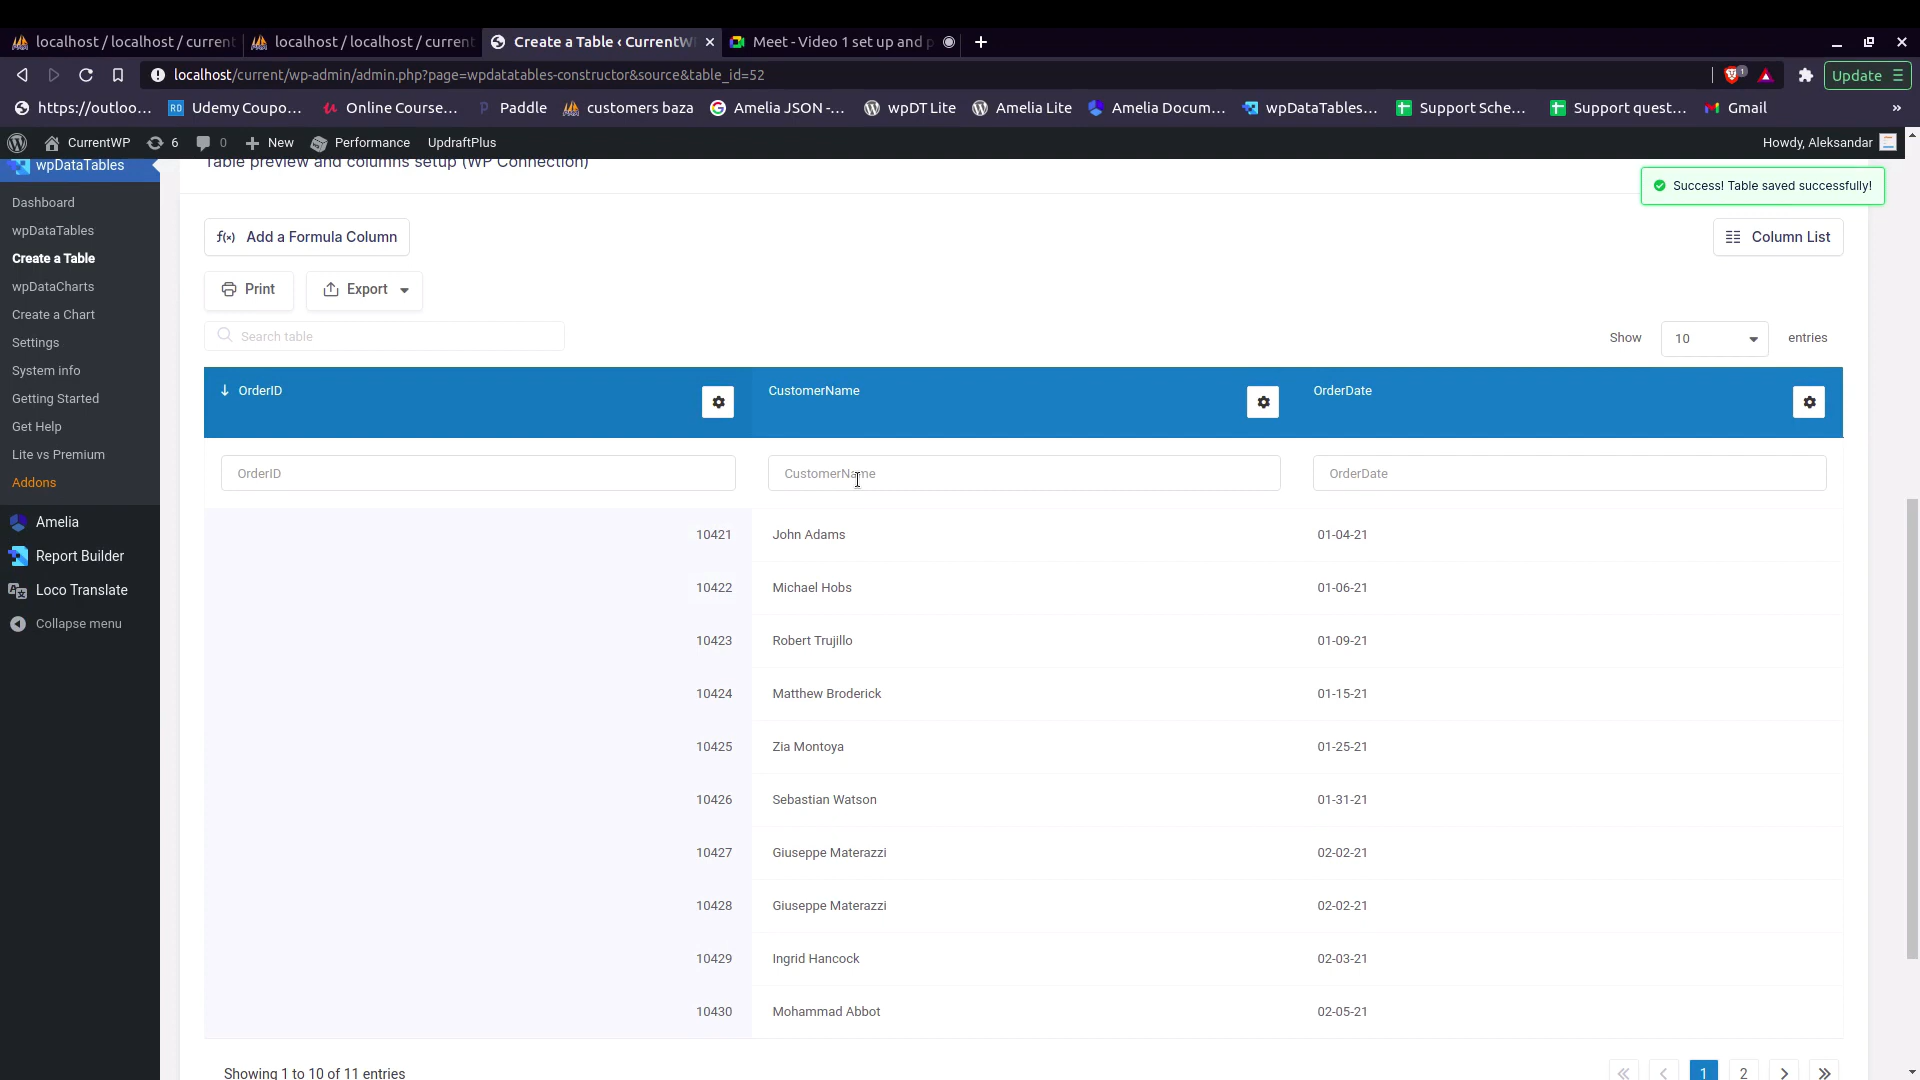 localhost / localhost / current
localhost / localhost / current
Create a Table ‹ CurrentW
Meet - Video 1 set up and p
localhost/current/wp-admin/admin.php?page=wpdatatables-constructor&source&table_id=52
1
Update
https://outloo...
RD Udemy Coupo...
Online Course...
Paddle
customers baza
Amelia JSON -...
wpDT Lite
Amelia Lite
Amelia Docum...
wpDataTables...
Support Sche...
Support quest...
Gmail
»
CurrentWP
6
0
New
Performance
UpdraftPlus
Howdy, Aleksandar
wpDataTables
Dashboard
wpDataTables
Create a Table
wpDataCharts
Create a Chart
Settings
System info
Getting Started
Get Help
Lite vs Premium
Addons
Amelia
Report Builder
Loco Translate
Collapse menu
Table preview and columns setup (WP Connection)
Success! Table saved successfully!
f(x) Add a Formula Column
Column List
Print
Export
Search table
Show 10 entries
OrderID CustomerName OrderDate
OrderID CustomerName OrderDate
10421 John Adams 01-04-21
10422 Michael Hobs 01-06-21
10423 Robert Trujillo 01-09-21
10424 Matthew Broderick 01-15-21
10425 Zia Montoya 01-25-21
10426 Sebastian Watson 01-31-21
10427 Giuseppe Materazzi 02-02-21
10428 Giuseppe Materazzi 02-02-21
10429 Ingrid Hancock 02-03-21
10430 Mohammad Abbot 02-05-21
Showing 1 to 10 of 11 entries
« ‹ 1 2 › »